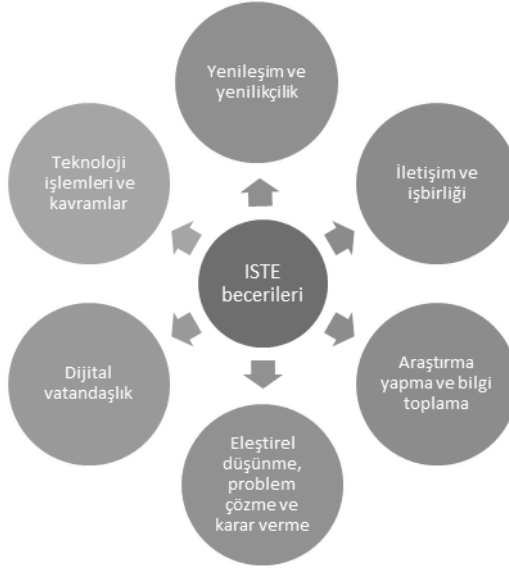 Yenileşim ve
yenilikçilik
İletişim ve
işbirliği
Araştırma
yapma ve bilgi
toplama
Eleştirel
düşünme,
problem
çözme ve
karar verme
Dijital
vatandaşlık
Teknoloji
işlemleri ve
kavramlar
ISTE
becerileri